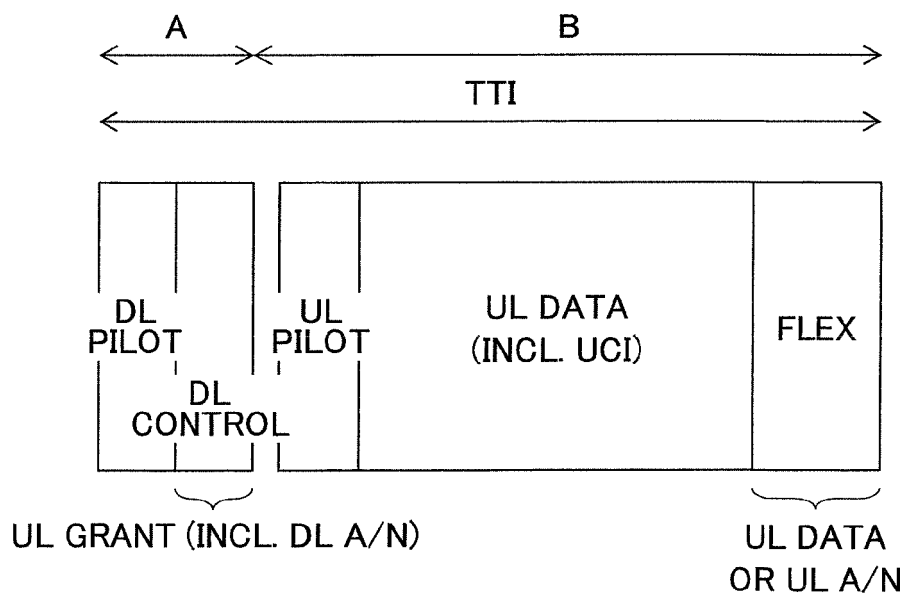 A
B
TTI
DL
PILOT
DL
CONTROL
UL
PILOT
UL DATA
(INCL. UCI)
FLEX
UL GRANT (INCL. DL A/N)
UL DATA
OR UL A/N